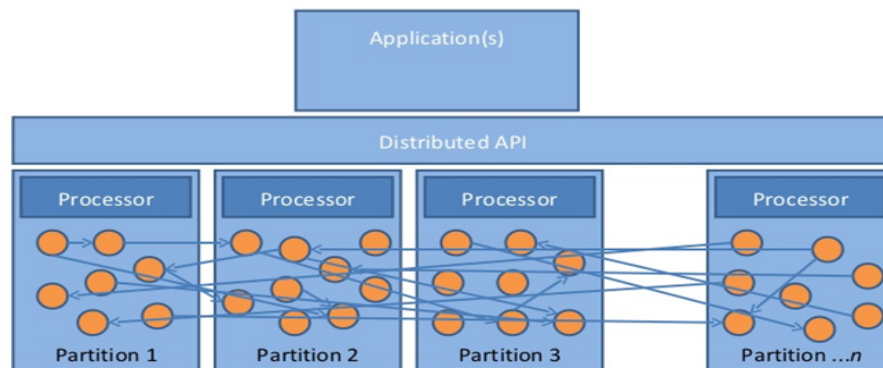 Application(s)
Distributed API
Processor
Processor
Processor
Processor
Partition 1
Partition 2
Partition 3
Partition ...n